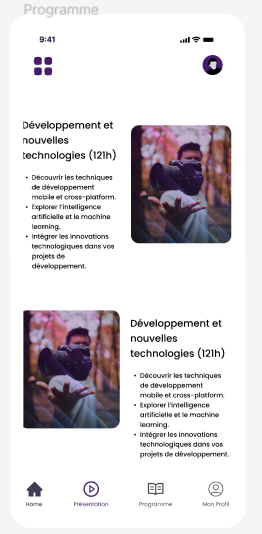 Programme
9:41
Développement et
nouvelles
technologies (121h)
• Découvrir les techniques
de développement
mobile et cross-platform.
• Explorer l'intelligence
artificielle et le machine
learning.
• Intégrer les innovations
technologiques dans vos
projets de
développement.
Développement et
nouvelles
technologies (121h)
• Découvrir les techniques
de développement
mobile et cross-platform.
• Explorer l'intelligence
artificielle et le machine
learning.
• Intégrer les innovations
technologiques dans vos
projets de développement.
Home
Présentation
Programme
Mon Profil